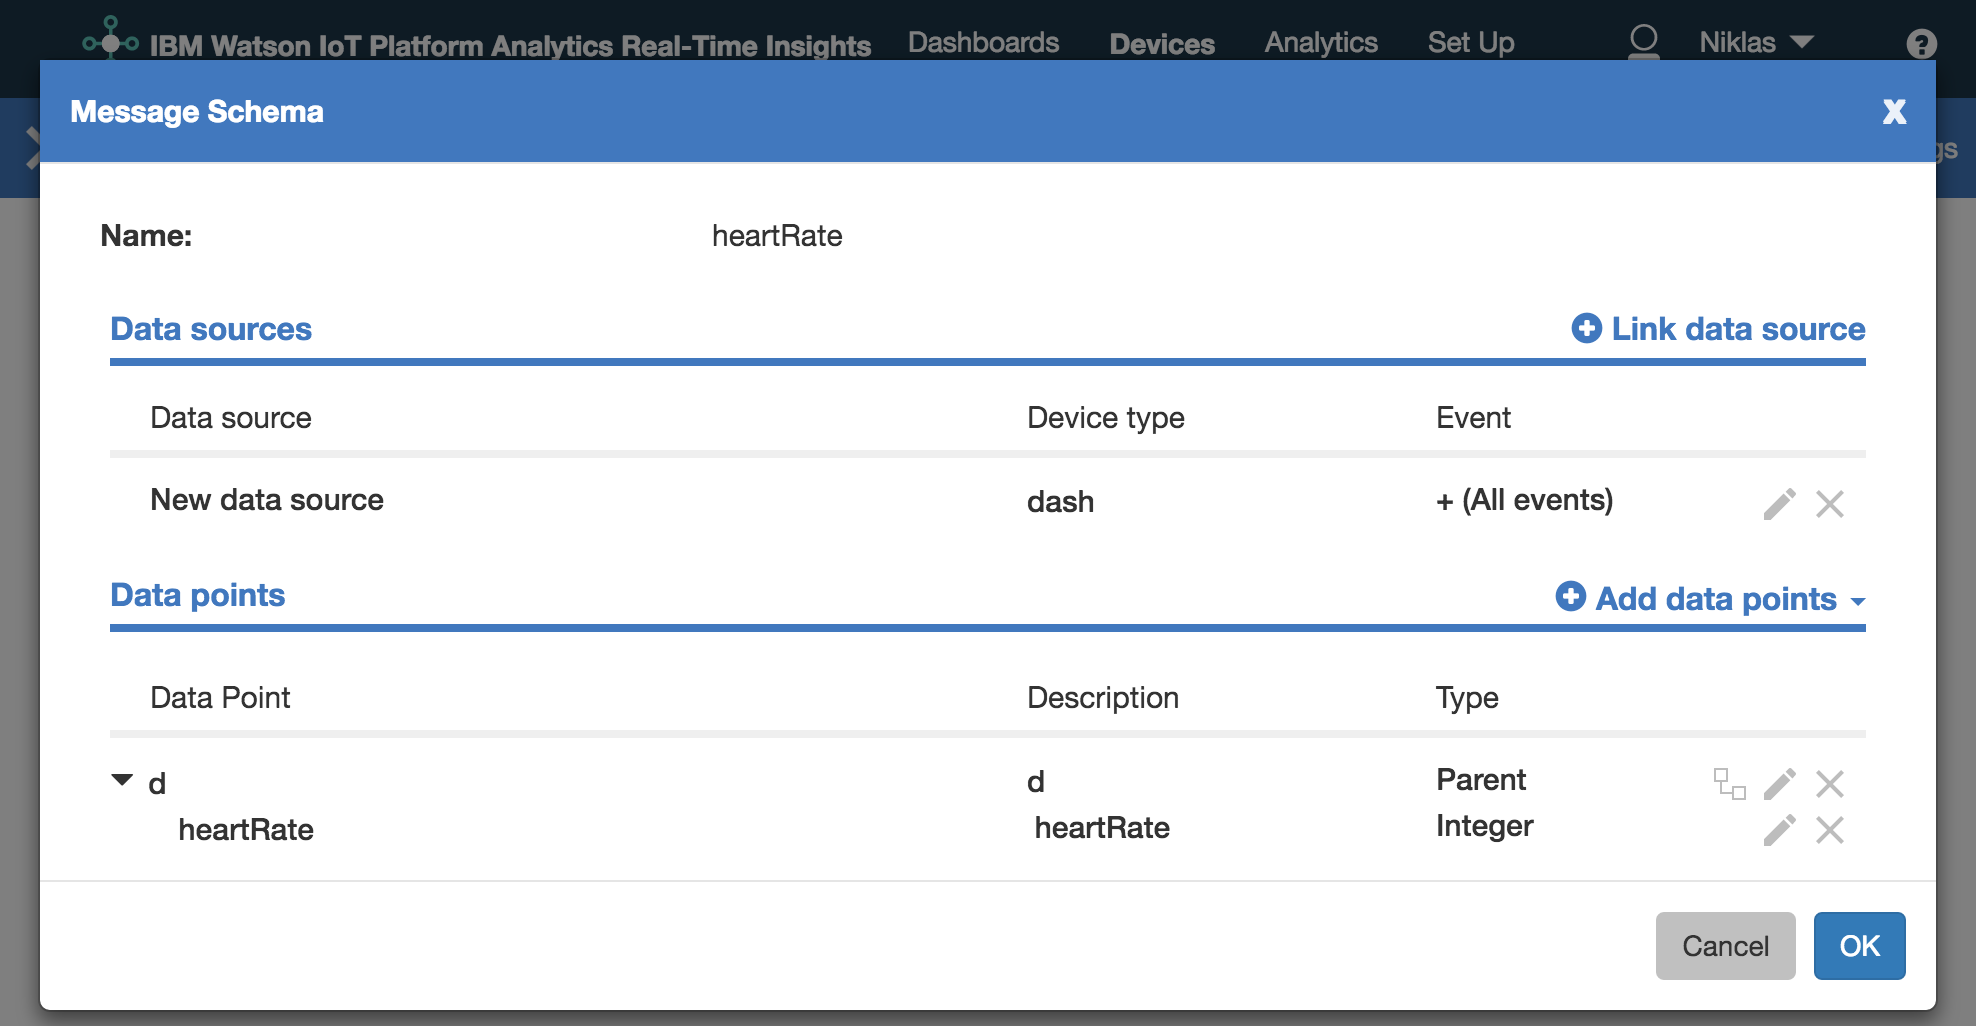 IBM Watson IoT Platform Analytics Real-Time Insights Dashboards Devices Analytics Set Up Niklas ?
Message Schema X
gs
Name: heartRate
Data sources Link data source
Data source Device type Event
New data source dash + (All events)
Data points Add data points
Data Point Description Type
d d Parent
heartRate heartRate Integer
Cancel OK